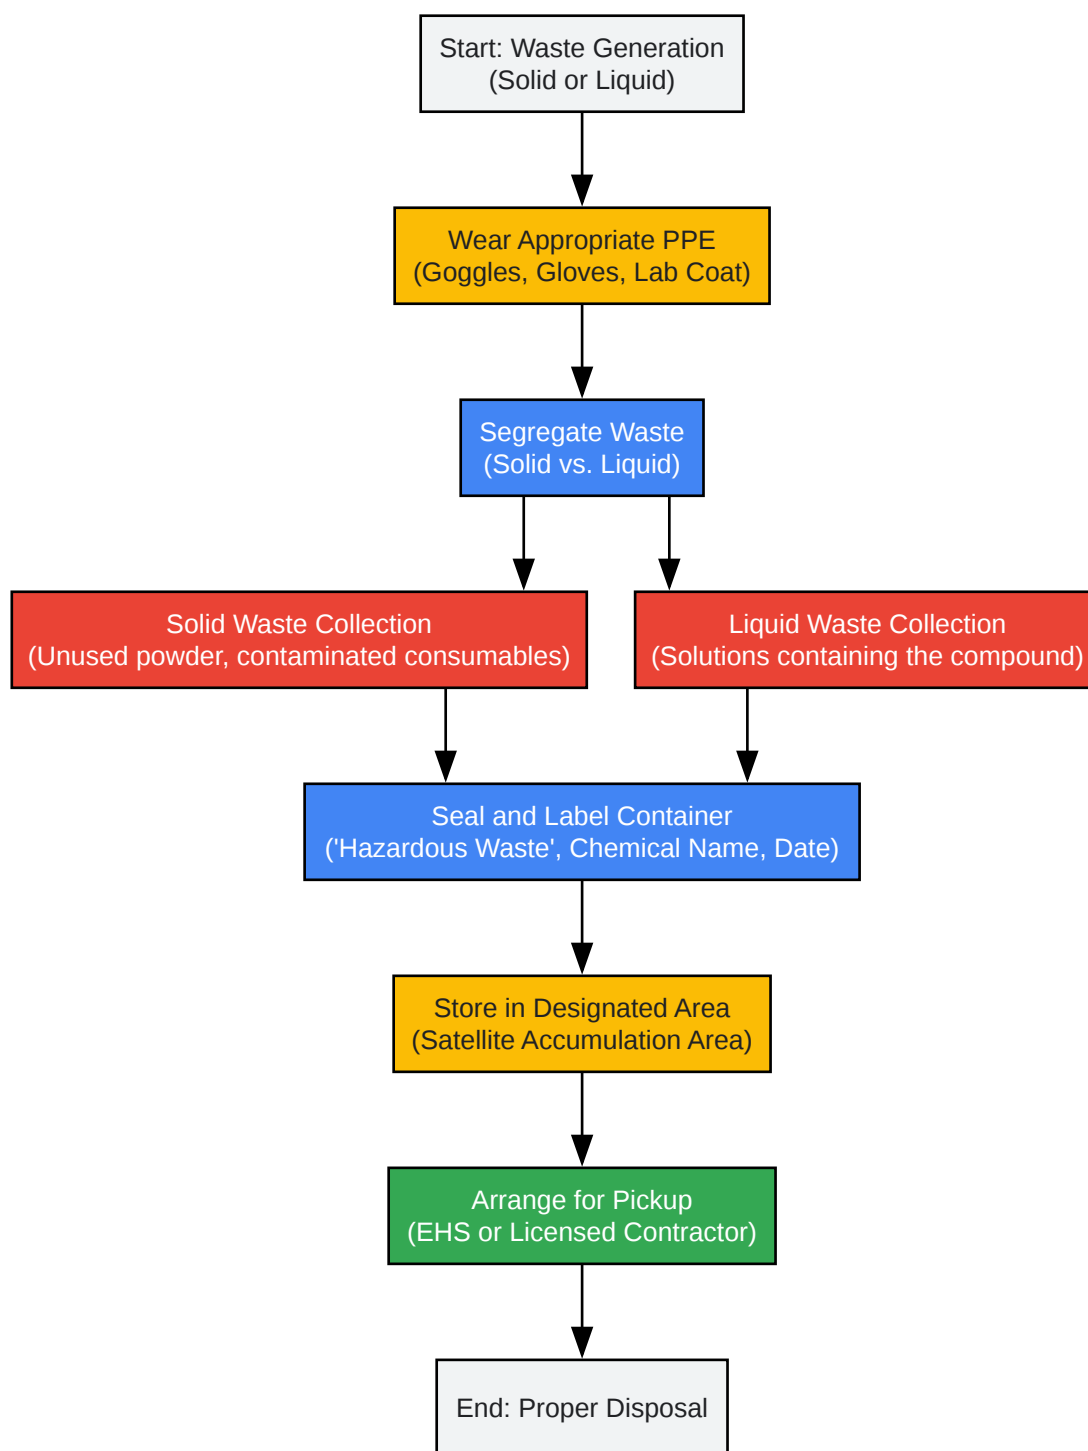 Start: Waste Generation
(Solid or Liquid)
Wear Appropriate PPE
(Goggles, Gloves, Lab Coat)
Segregate Waste
(Solid vs. Liquid)
Solid Waste Collection
(Unused powder, contaminated consumables)
Liquid Waste Collection
(Solutions containing the compound)
Seal and Label Container
('Hazardous Waste', Chemical Name, Date)
Store in Designated Area
(Satellite Accumulation Area)
Arrange for Pickup
(EHS or Licensed Contractor)
End: Proper Disposal